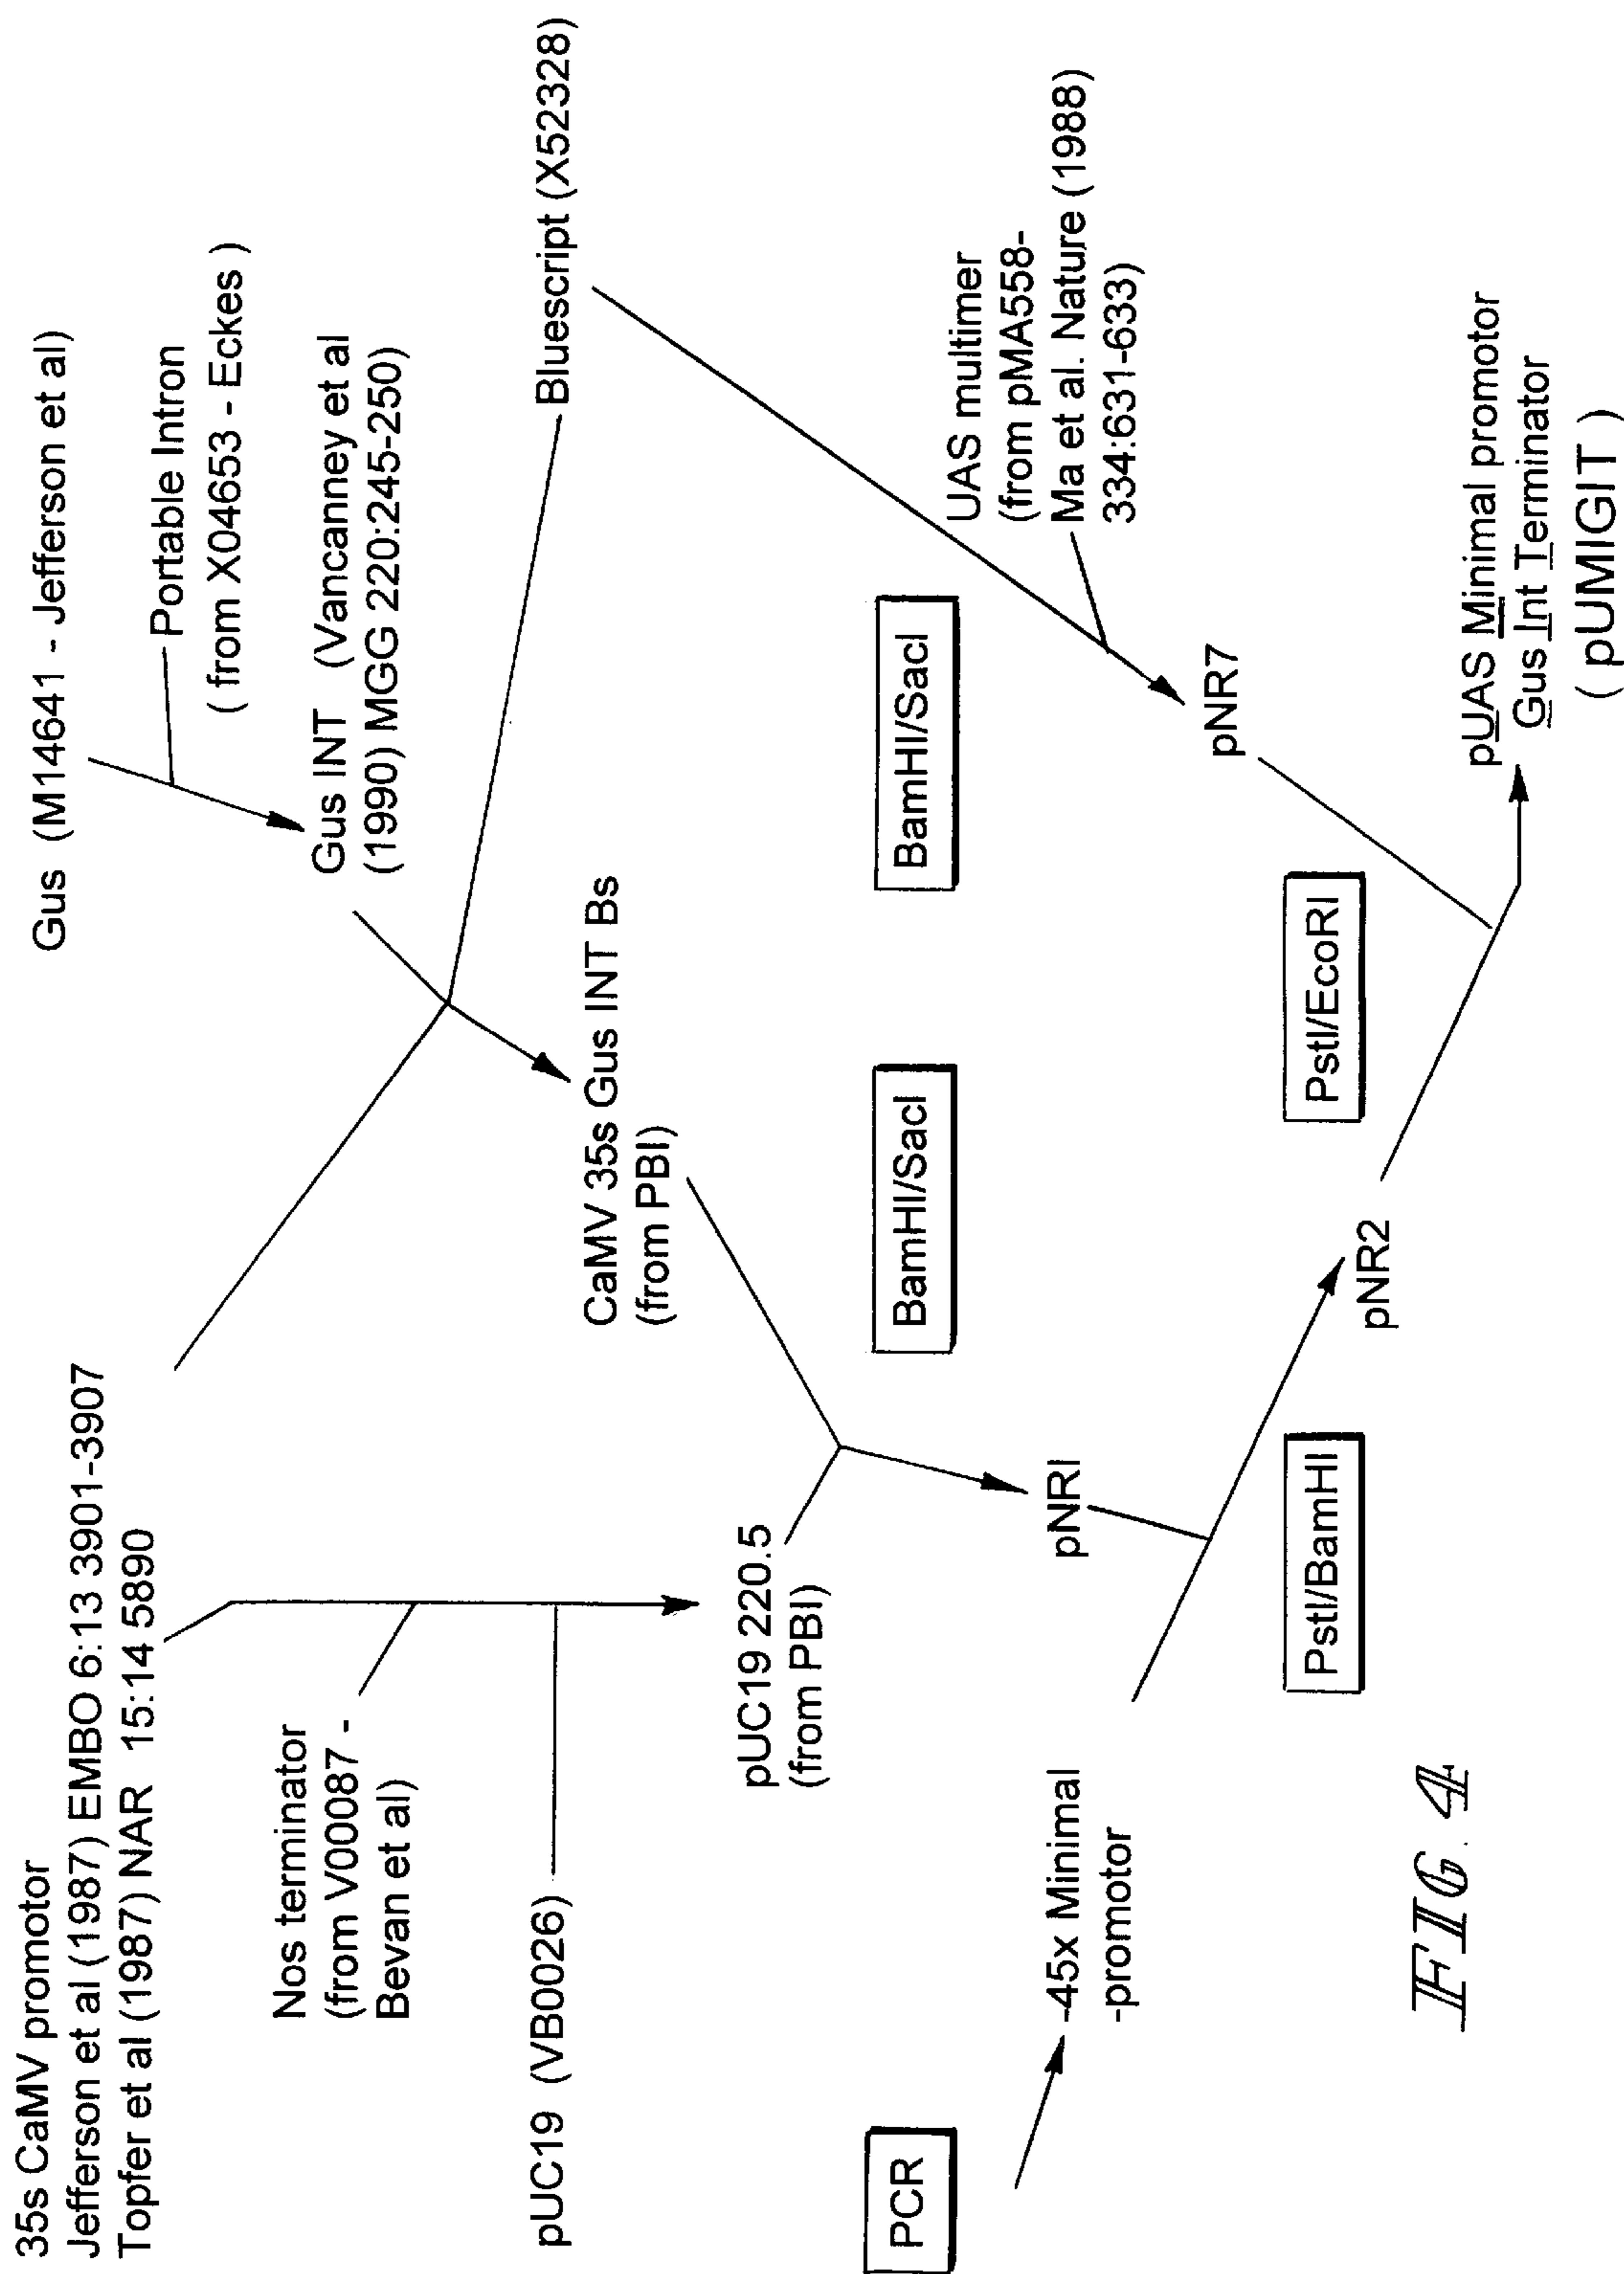 35s CaMV promotor
Jefferson et al (1987) EMBO 6:13 3901-3907
Topfer et al (1987) NAR 15:14 5890
Gus (M14641 - Jefferson et al)
Portable Intron
( from X04653 - Eckes )
Nos terminator
(from V00087 -
Bevan et al)
Gus INT (Vancanney et al
(1990) MGG 220:245-250)
pUC19 (VB0026)
Bluescript (X52328)
CaMV 35s Gus INT Bs
(from PBI)
pUC19 220.5
(from PBI)
PCR
BamHI/SacI
BamHI/SacI
UAS multimer
(from pMA558-
Ma et al. Nature (1988)
334:631-633)
-45x Minimal
-promotor
pNRI
pNR7
PstI/BamHI
PstI/EcoRI
pNR2
pUAS Minimal promotor
Gus Int Terminator
( pUMIGIT )
FIG. 4